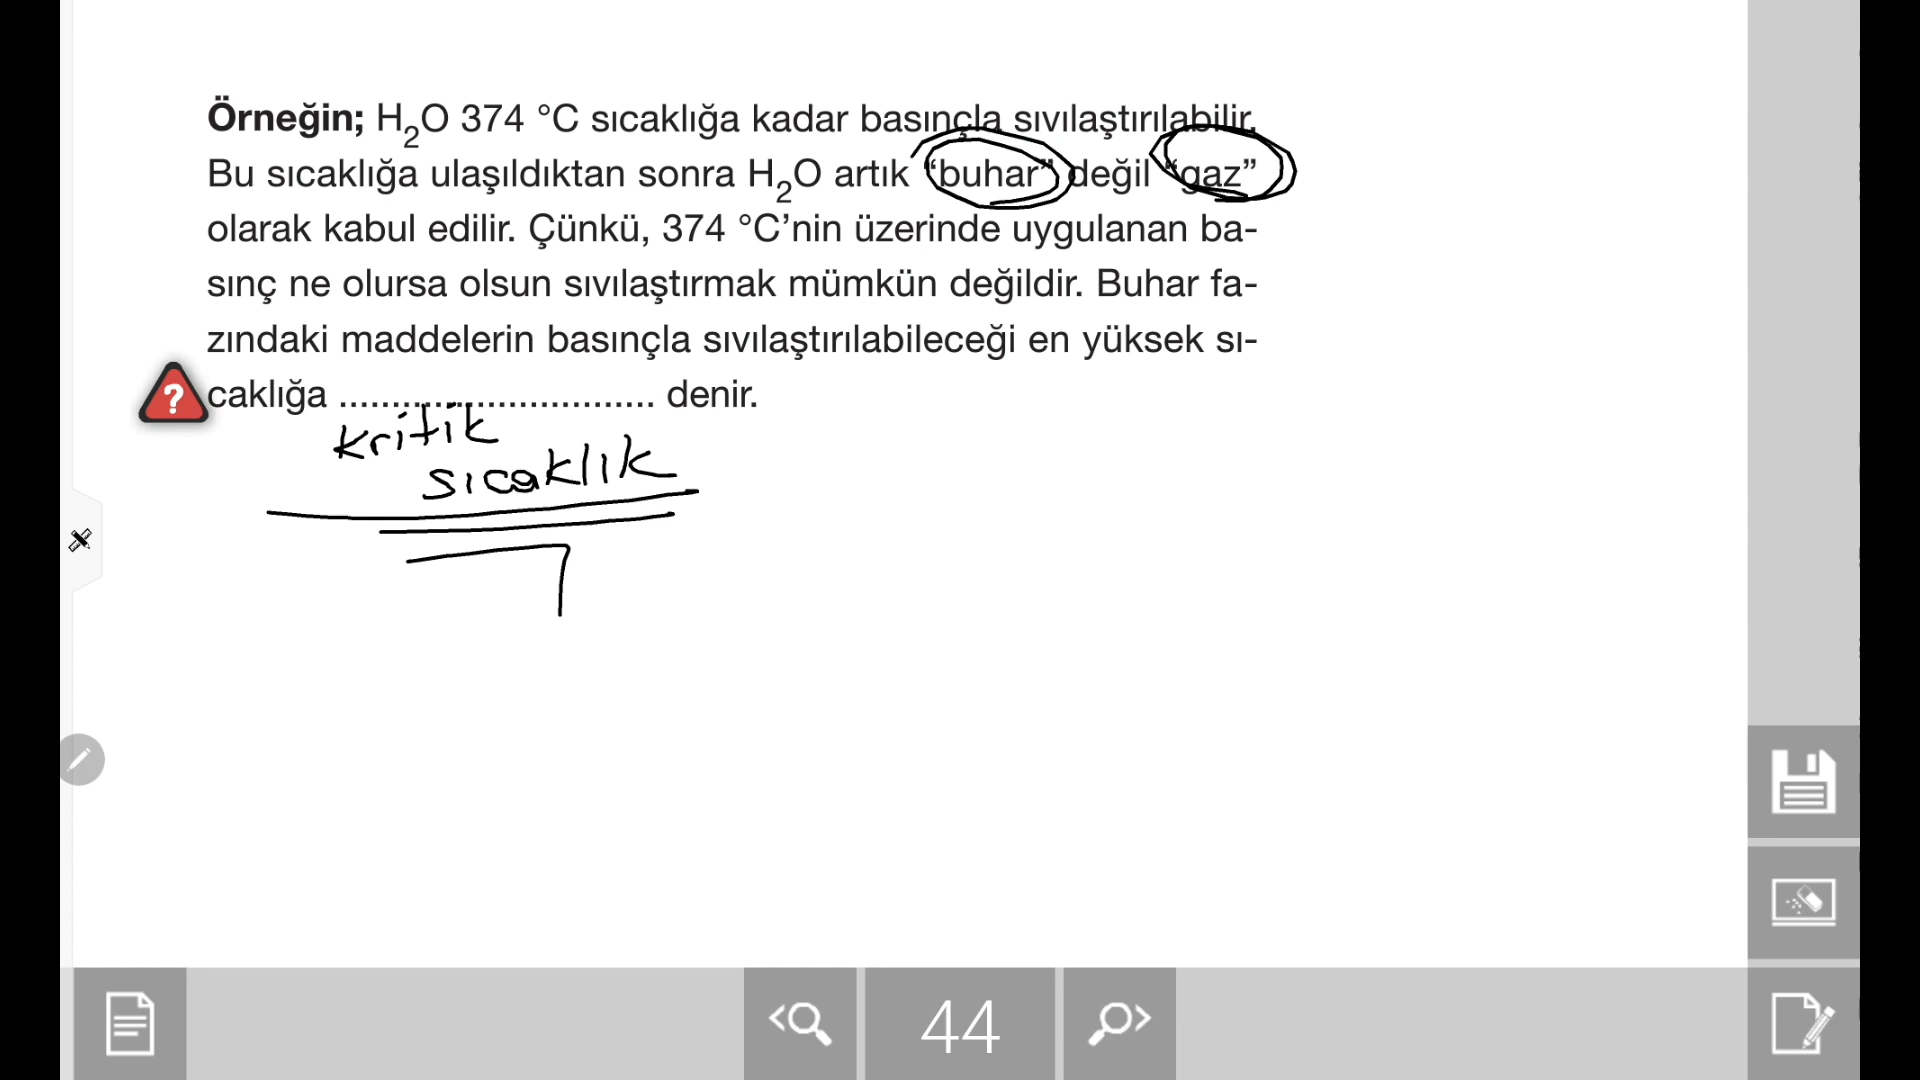 Örneğin; H₂O 374 °C sıcaklığa kadar basınçla sıvılaştırılabilir.
Bu sıcaklığa ulaşıldıktan sonra H₂O artık “buhar” değil “gaz”
olarak kabul edilir. Çünkü, 374 °C’nin üzerinde uygulanan ba-
sınç ne olursa olsun sıvılaştırmak mümkün değildir. Buhar fa-
zındaki maddelerin basınçla sıvılaştırılabileceği en yüksek sı-
? caklığa .............................. denir.
kritik
sıcaklık
44